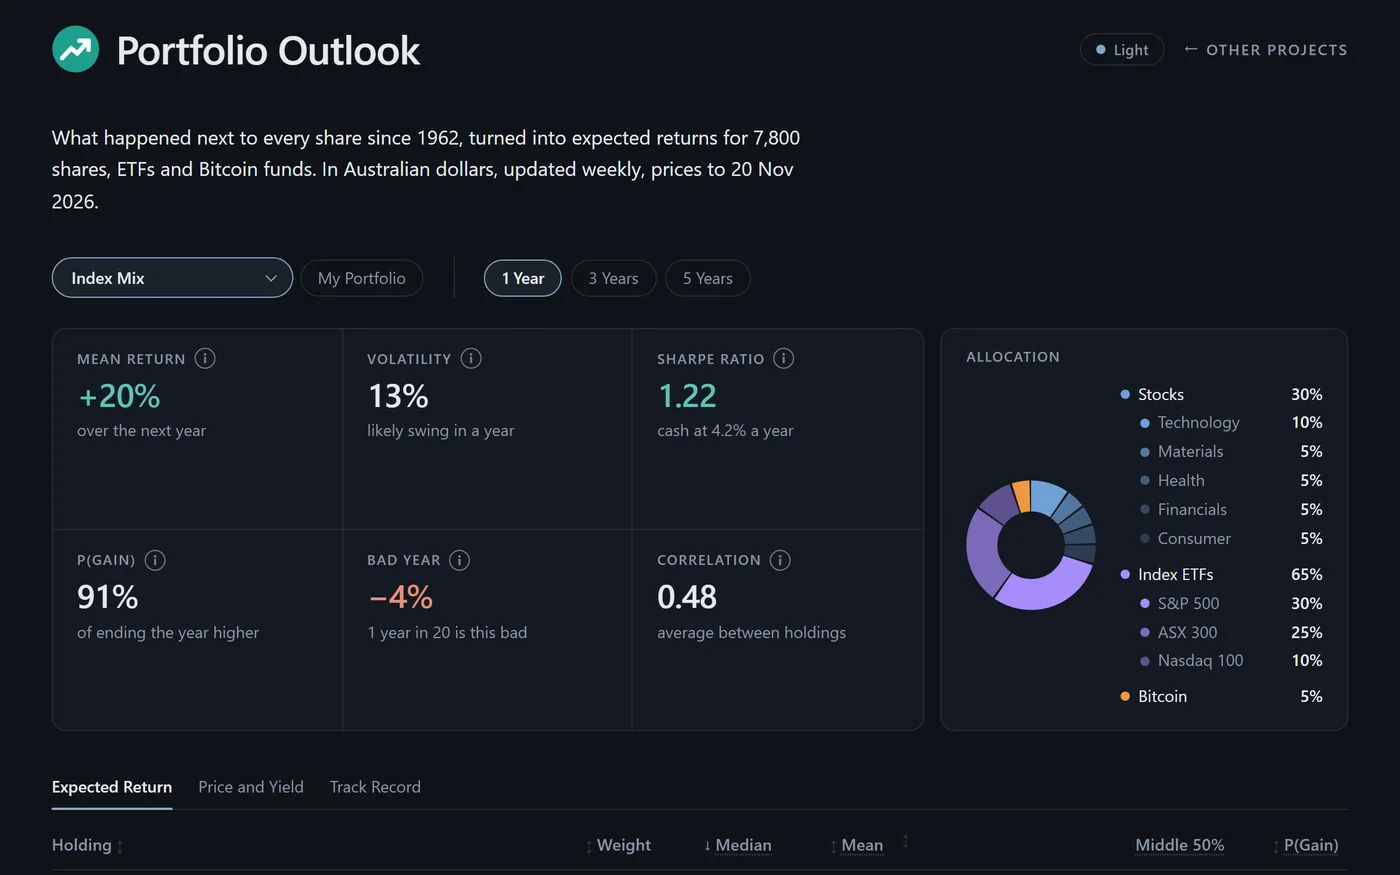 Portfolio Outlook
Light
← OTHER PROJECTS
What happened next to every share since 1962, turned into expected returns for 7,800
shares, ETFs and Bitcoin funds. In Australian dollars, updated weekly, prices to 20 Nov
2026.
Index Mix
My Portfolio
1 Year
3 Years
5 Years
MEAN RETURN
+20%
over the next year
VOLATILITY
13%
likely swing in a year
SHARPE RATIO
1.22
cash at 4.2% a year
P(GAIN)
91%
of ending the year higher
BAD YEAR
−4%
1 year in 20 is this bad
CORRELATION
0.48
average between holdings
ALLOCATION
Stocks 30%
Technology 10%
Materials 5%
Health 5%
Financials 5%
Consumer 5%
Index ETFs 65%
S&P 500 30%
ASX 300 25%
Nasdaq 100 10%
Bitcoin 5%
Expected Return
Price and Yield
Track Record
Holding ↕ ↕ Weight ↓ Median ↕ Mean ↕ Middle 50% ↕ P(Gain)